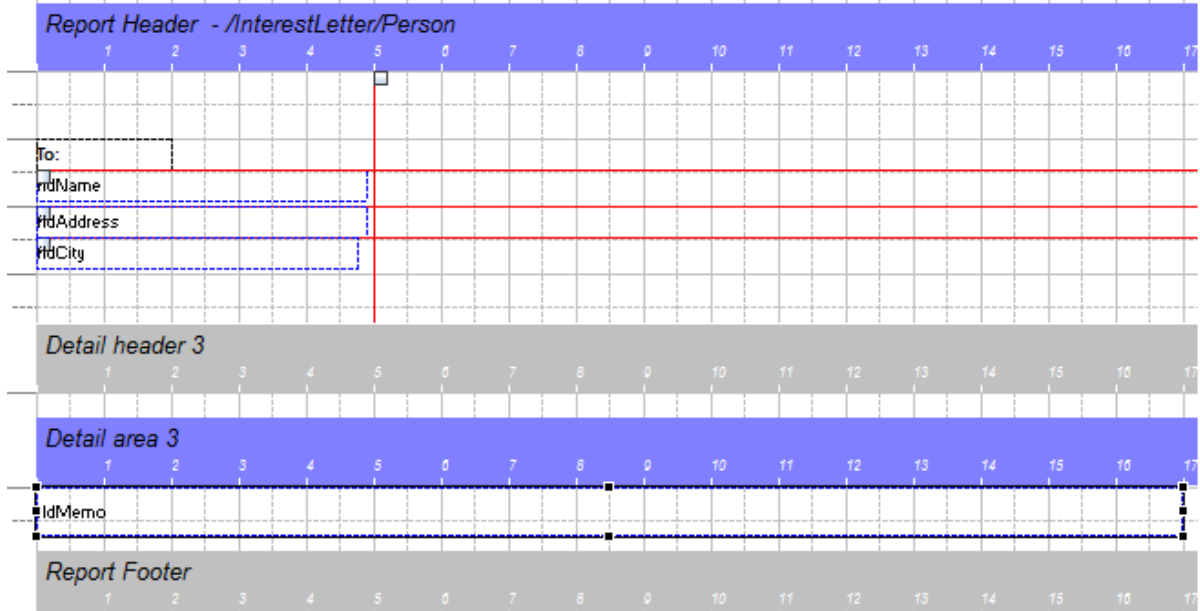 Report Header - /InterestLetter/Person
1 2 3 4 5 6 7 8 9 10 11 12 13 14 15 16 17
To:
fldName
fldAddress
fldCity
Detail header 3
1 2 3 4 5 6 7 8 9 10 11 12 13 14 15 16 17
Detail area 3
1 2 3 4 5 6 7 8 9 10 11 12 13 14 15 16 17
ldMemo
Report Footer
1 2 3 4 5 6 7 8 9 10 11 12 13 14 15 16 17